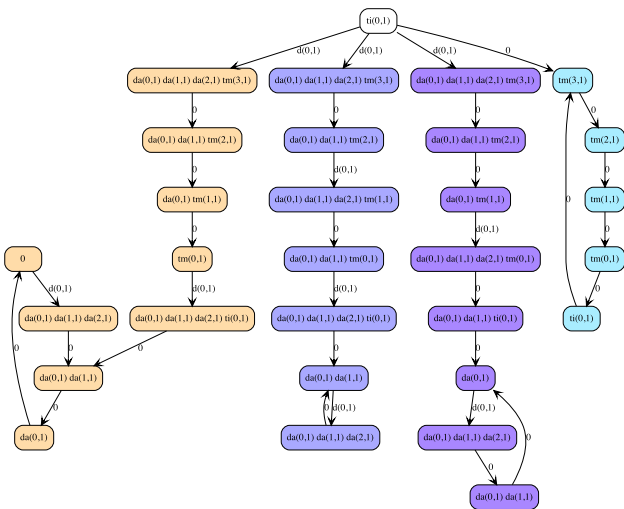 ti(0,1)
d(0,1)
d(0,1)
d(0,1)
0
da(0,1) da(1,1) da(2,1) tm(3,1)
da(0,1) da(1,1) da(2,1) tm(3,1)
da(0,1) da(1,1) da(2,1) tm(3,1)
tm(3,1)
0
0
0
0
da(0,1) da(1,1) tm(2,1)
da(0,1) da(1,1) tm(2,1)
da(0,1) da(1,1) tm(2,1)
tm(2,1)
0
d(0,1)
0
0
da(0,1) tm(1,1)
da(0,1) da(1,1) da(2,1) tm(1,1)
da(0,1) tm(1,1)
0
tm(1,1)
0
0
d(0,1)
0
0
tm(0,1)
da(0,1) da(1,1) tm(0,1)
da(0,1) da(1,1) da(2,1) tm(0,1)
tm(0,1)
d(0,1)
d(0,1)
d(0,1)
0
0
da(0,1) da(1,1) da(2,1)
da(0,1) da(1,1) da(2,1) ti(0,1)
da(0,1) da(1,1) da(2,1) ti(0,1)
da(0,1) da(1,1) ti(0,1)
ti(0,1)
0
0
0
0
0
da(0,1) da(1,1)
da(0,1) da(1,1)
da(0,1)
0
0
d(0,1)
d(0,1)
da(0,1)
da(0,1) da(1,1) da(2,1)
da(0,1) da(1,1) da(2,1)
0
0
da(0,1) da(1,1)